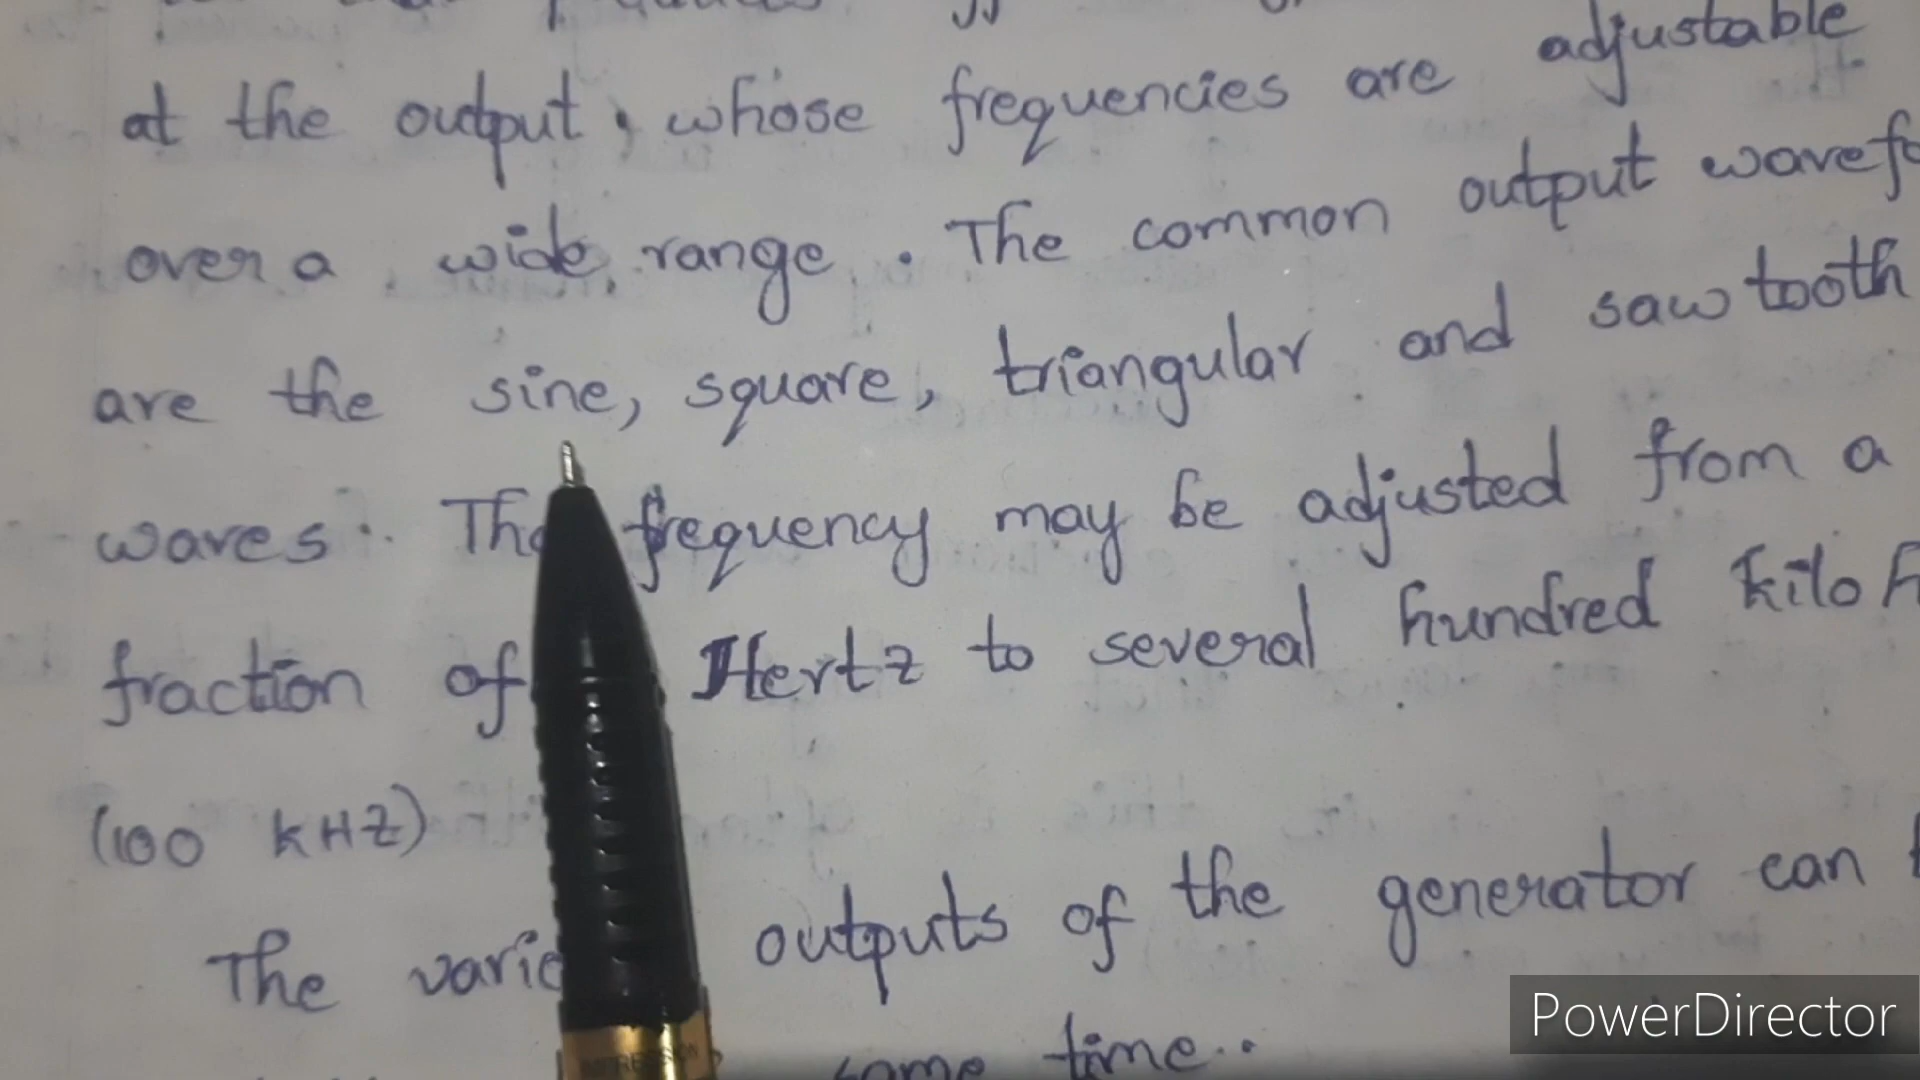 at the output, whose frequencies are adjustable
over a wide range. The common output wavefo
are the sine, square, triangular and saw tooth
waves. The frequency may be adjusted from a
fraction of Hertz to several hundred kilo
(100 KHZ)
The outputs of the generator can
same time..
PowerDirector